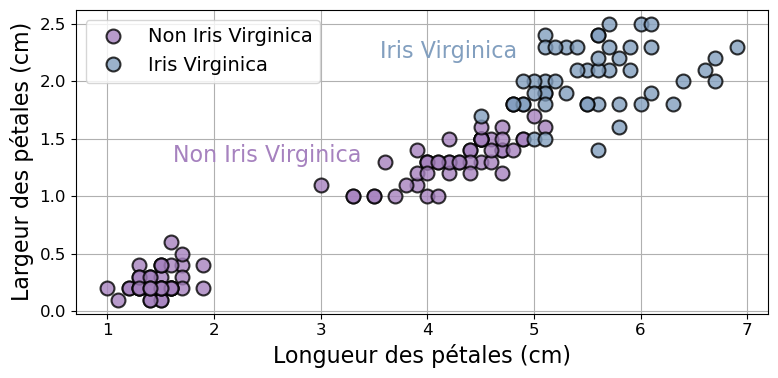 Non Iris Virginica
Iris Virginica
Iris Virginica
Non Iris Virginica
2.5
2.0
1.5
1.0
0.5
0.0
Largeur des pétales (cm)
1 2 3 4 5 6 7
Longueur des pétales (cm)